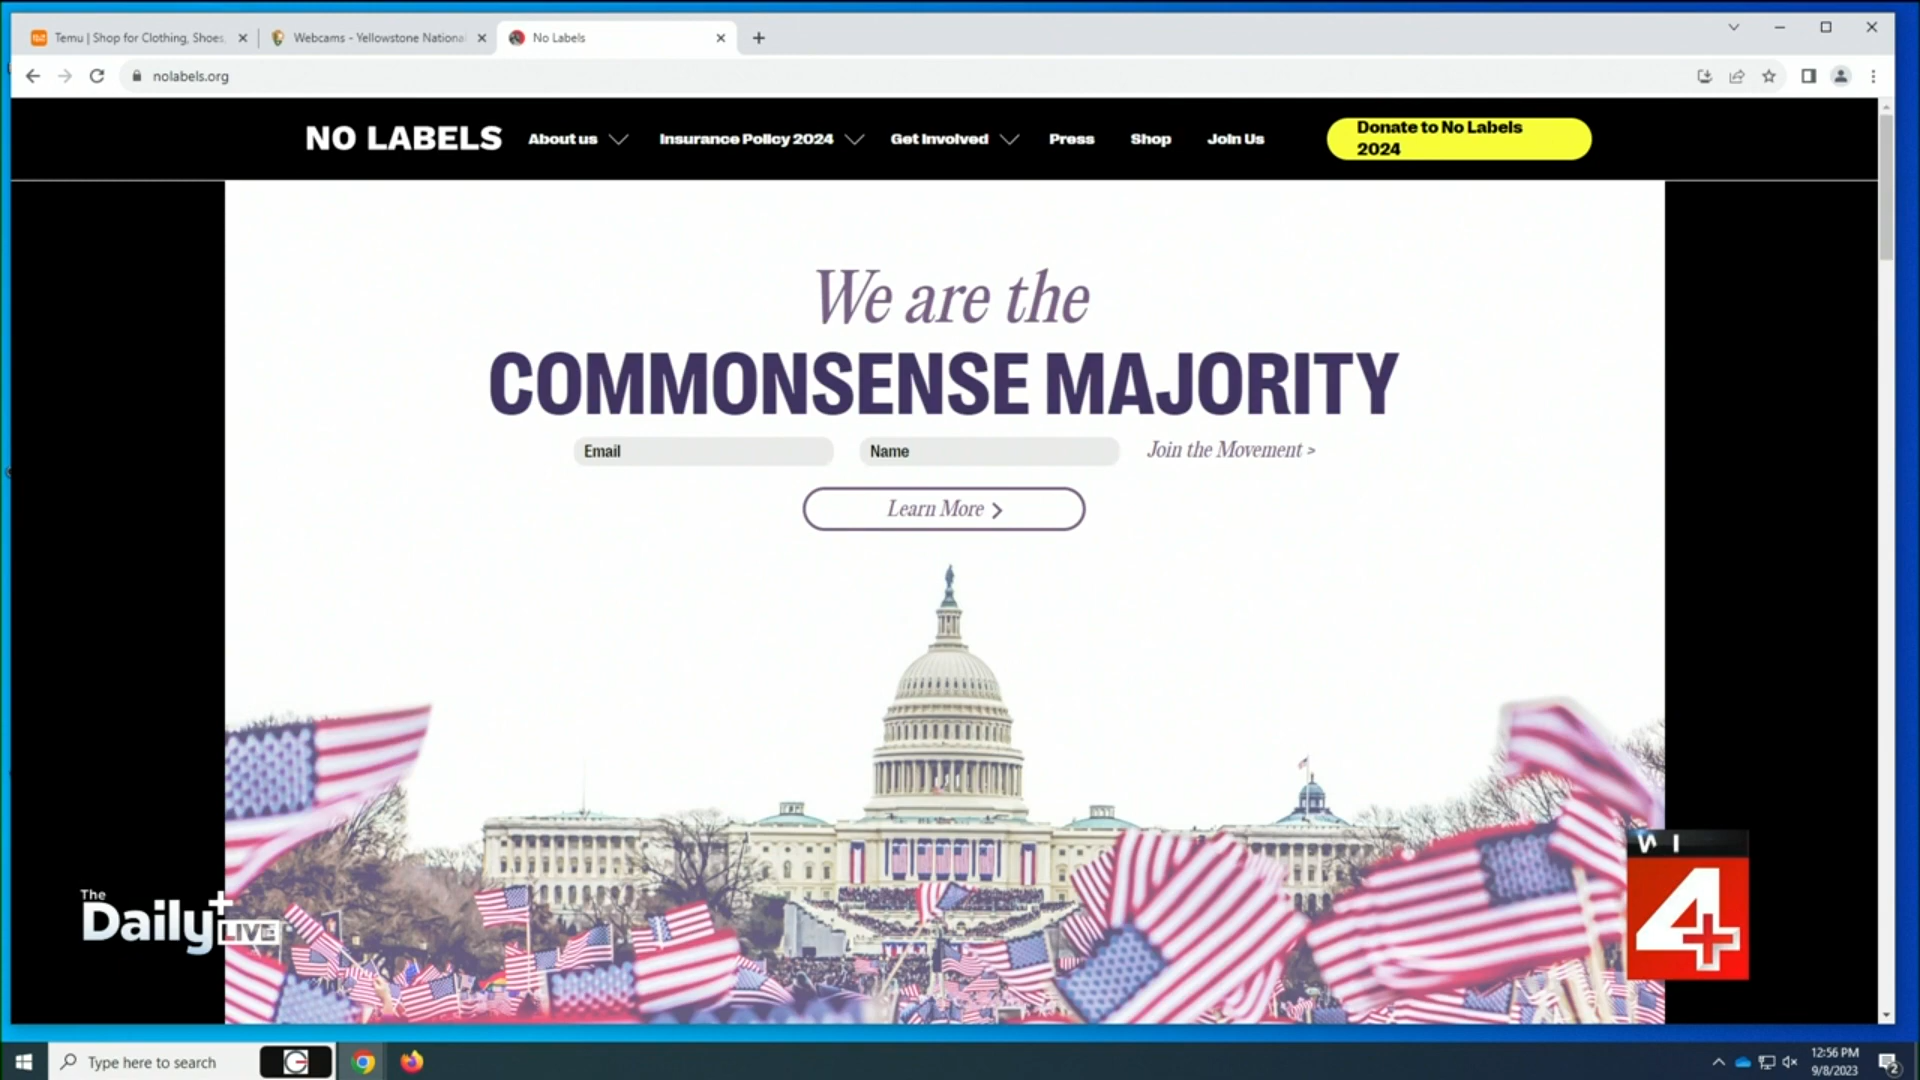 Temu | Shop for Clothing, Shoes,
Webcams - Yellowstone National
No Labels
nolabels.org
NO LABELS
About us
Insurance Policy 2024
Get Involved
Press
Shop
Join Us
Donate to No Labels
2024
We are the
COMMONSENSE MAJORITY
Email
Name
Join the Movement >
Learn More >
The
Daily+
LIVE
4+
Type here to search
12:56 PM
9/8/2023
2